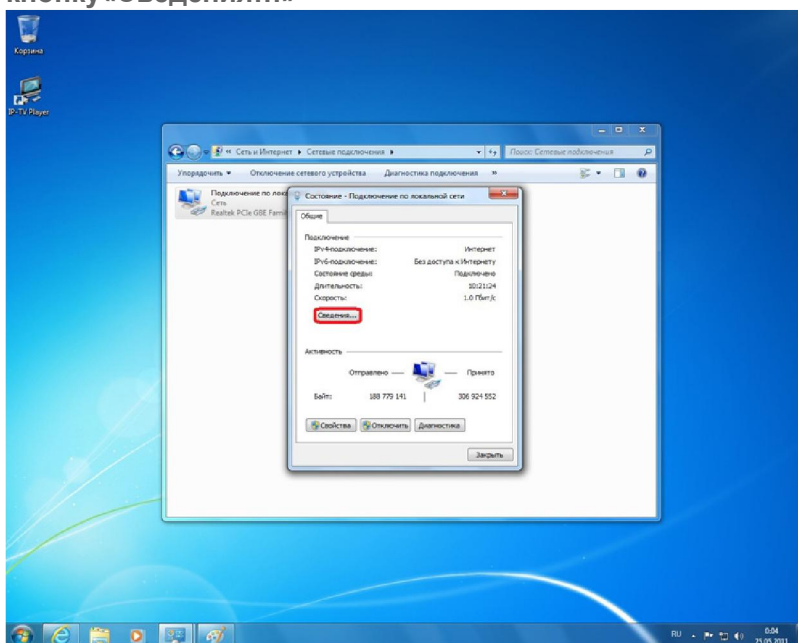 кнопку «Сведения...»
Корзина
IP-TV Player
« Сеть и Интернет
Сетевые подключения
Поиск: Сетевые подключения
Упорядочить
Отключение сетевого устройства
Диагностика подключения
»
Подключение по лока
Сеть
Realtek PCIe GBE Famil
Состояние - Подключение по локальной сети
Общие
Подключение
IPv4-подключение: Интернет
IPv6-подключение: Без доступа к Интернету
Состояние среды: Подключено
Длительность: 10:21:24
Скорость: 1.0 Гбит/с
Сведения...
Активность
Отправлено — — Принято
Байт: 188 779 141 306 924 552
Свойства
Отключить
Диагностика
Закрыть
RU
0:04
25.05.2011